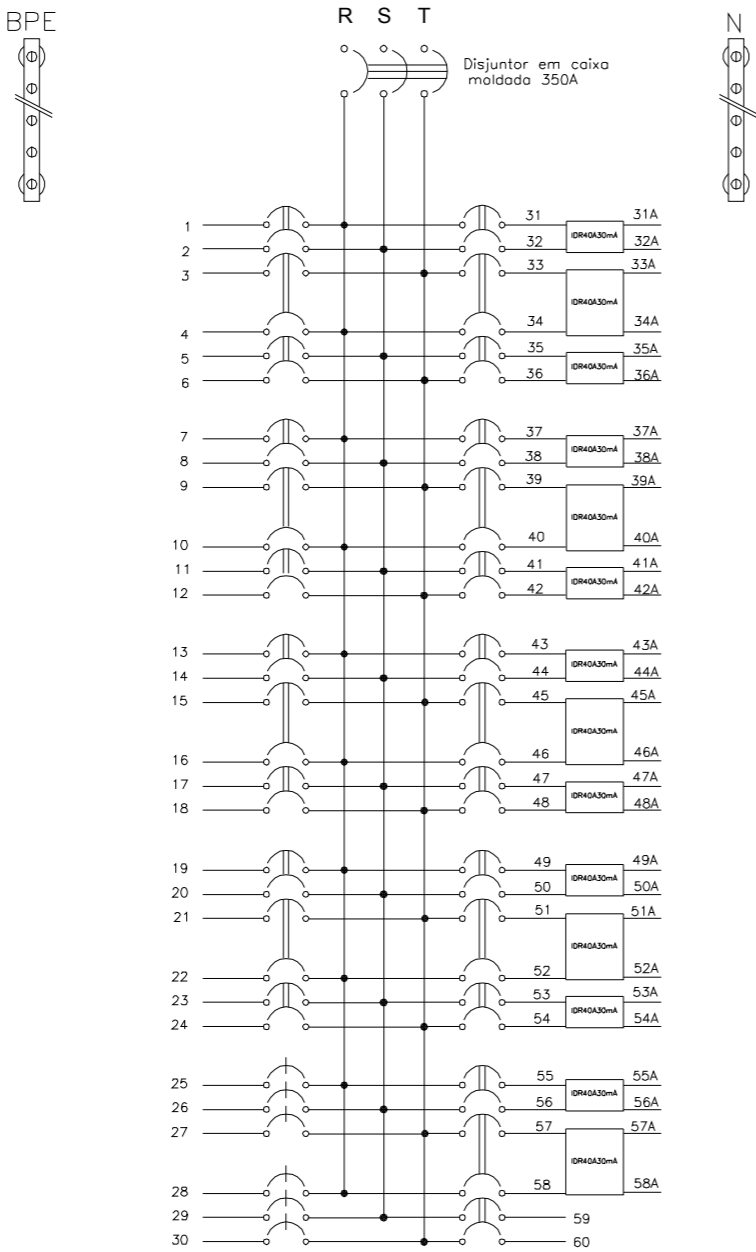 BPE R S T N
Disjuntor em caixa
moldada 350A
1 31 31A
IDR40A30mA
2 32 32A
3 33 33A
IDR40A30mA
4 34 34A
5 35 35A
IDR40A30mA
6 36 36A
7 37 37A
IDR40A30mA
8 38 38A
9 39 39A
IDR40A30mA
10 40 40A
11 41 41A
IDR40A30mA
12 42 42A
13 43 43A
IDR40A30mA
14 44 44A
15 45 45A
IDR40A30mA
16 46 46A
17 47 47A
IDR40A30mA
18 48 48A
19 49 49A
IDR40A30mA
20 50 50A
21 51 51A
IDR40A30mA
22 52 52A
23 53 53A
IDR40A30mA
24 54 54A
25 55 55A
IDR40A30mA
26 56 56A
27 57 57A
IDR40A30mA
28 58 58A
29 59
30 60